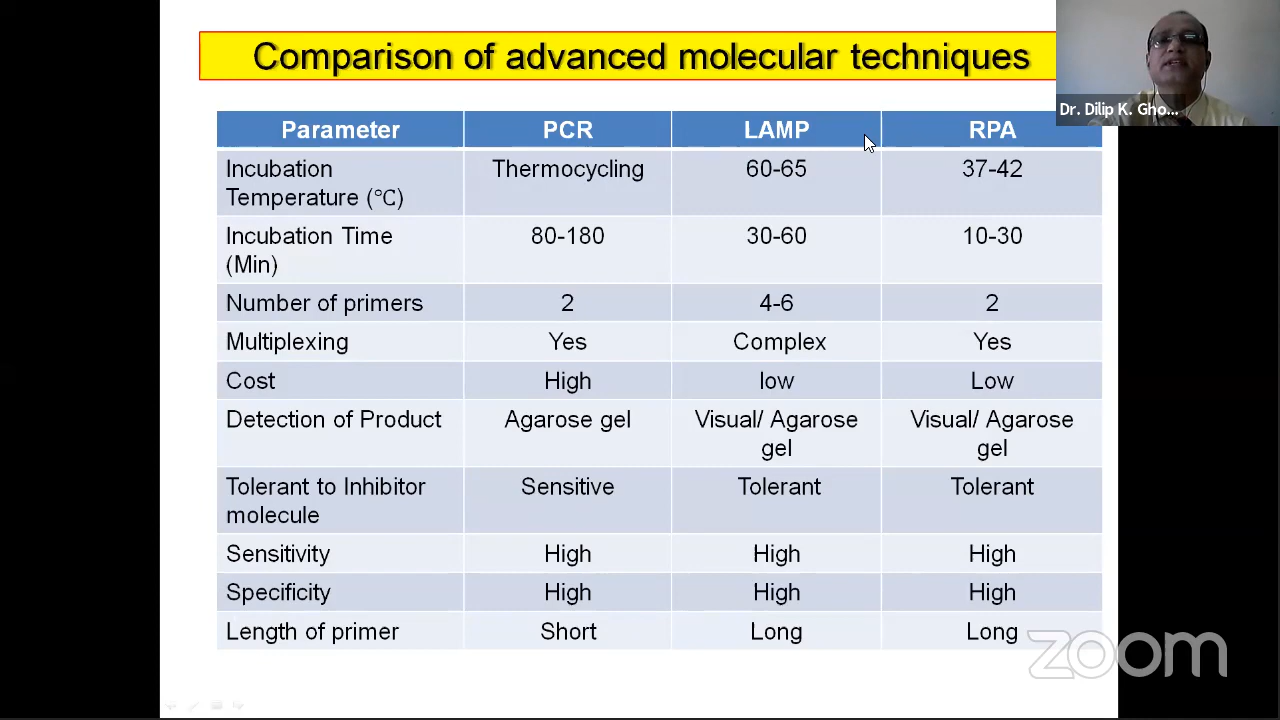 Comparison of advanced molecular techniques
Dr. Dilip K. Gho...
Parameter PCR LAMP RPA
Incubation Temperature (℃) Thermocycling 60-65 37-42
Incubation Time (Min) 80-180 30-60 10-30
Number of primers 2 4-6 2
Multiplexing Yes Complex Yes
Cost High low Low
Detection of Product Agarose gel Visual/ Agarose gel Visual/ Agarose gel
Tolerant to Inhibitor molecule Sensitive Tolerant Tolerant
Sensitivity High High High
Specificity High High High
Length of primer Short Long Long
zoom